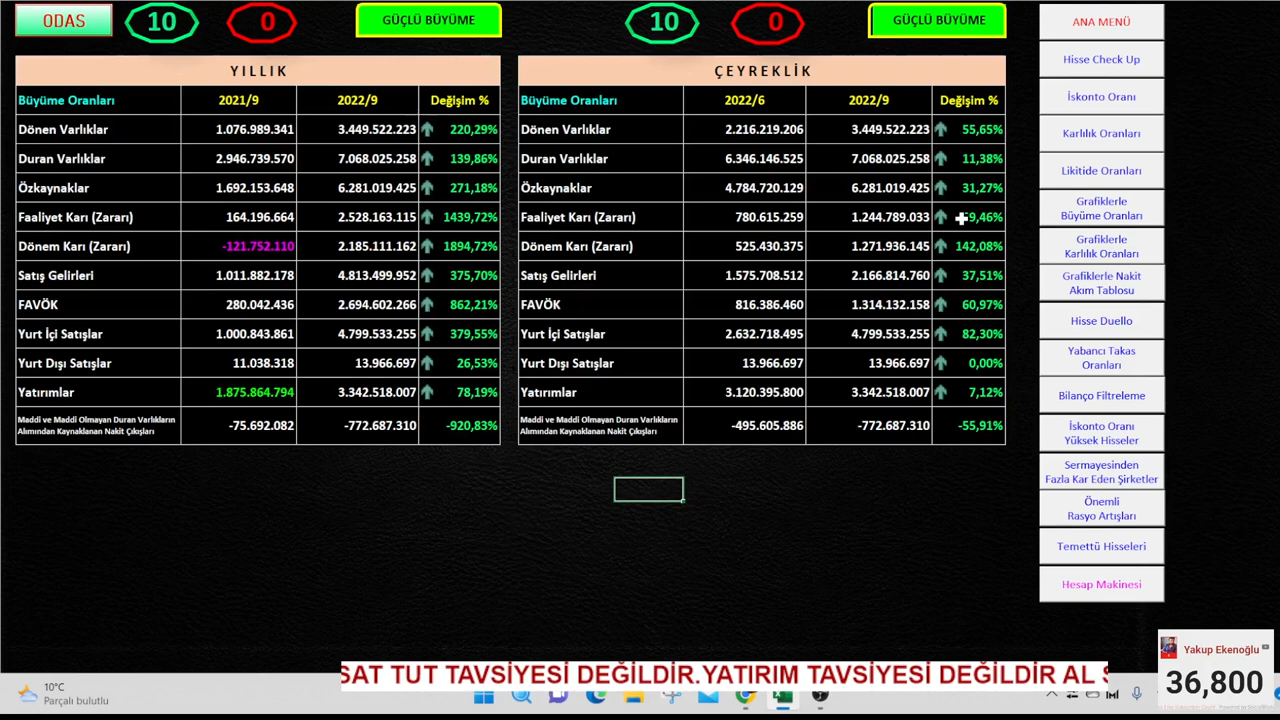 ODAS 10 0 GÜÇLÜ BÜYÜME 10 0 GÜÇLÜ BÜYÜME
YILLIK
Büyüme Oranları 2021/9 2022/9 Değişim %
Dönen Varlıklar 1.076.989.341 3.449.522.223 220,29%
Duran Varlıklar 2.946.739.570 7.068.025.258 139,86%
Özkaynaklar 1.692.153.648 6.281.019.425 271,18%
Faaliyet Karı (Zararı) 164.196.664 2.528.163.115 1439,72%
Dönem Karı (Zararı) -121.752.110 2.185.111.162 1894,72%
Satış Gelirleri 1.011.882.178 4.813.499.952 375,70%
FAVÖK 280.042.436 2.694.602.266 862,21%
Yurt İçi Satışlar 1.000.843.861 4.799.533.255 379,55%
Yurt Dışı Satışlar 11.038.318 13.966.697 26,53%
Yatırımlar 1.875.864.794 3.342.518.007 78,19%
Maddi ve Maddi Olmayan Duran Varlıkların
Alımından Kaynaklanan Nakit Çıkışları -75.692.082 -772.687.310 -920,83%
ÇEYREKLİK
Büyüme Oranları 2022/6 2022/9 Değişim %
Dönen Varlıklar 2.216.219.206 3.449.522.223 55,65%
Duran Varlıklar 6.346.146.525 7.068.025.258 11,38%
Özkaynaklar 4.784.720.129 6.281.019.425 31,27%
Faaliyet Karı (Zararı) 780.615.259 1.244.789.033 9,46%
Dönem Karı (Zararı) 525.430.375 1.271.936.145 142,08%
Satış Gelirleri 1.575.708.512 2.166.814.760 37,51%
FAVÖK 816.386.460 1.314.132.158 60,97%
Yurt İçi Satışlar 2.632.718.495 4.799.533.255 82,30%
Yurt Dışı Satışlar 13.966.697 13.966.697 0,00%
Yatırımlar 3.120.395.800 3.342.518.007 7,12%
Maddi ve Maddi Olmayan Duran Varlıkların
Alımından Kaynaklanan Nakit Çıkışları -495.605.886 -772.687.310 -55,91%
ANA MENÜ
Hisse Check Up
İskonto Oranı
Karlılık Oranları
Likitide Oranları
Grafiklerle
Büyüme Oranları
Grafiklerle
Karlılık Oranları
Grafiklerle Nakit
Akım Tablosu
Hisse Duello
Yabancı Takas
Oranları
Bilanço Filtreleme
İskonto Oranı
Yüksek Hisseler
Sermayesinden
Fazla Kar Eden Şirketler
Önemli
Rasyo Artışları
Temettü Hisseleri
Hesap Makinesi
SAT TUT TAVSİYESİ DEĞİLDİR.YATIRIM TAVSİYESİ DEĞİLDİR AL S
Yakup Ekenoğlu
36,800
10°C
Parçalı bulutlu